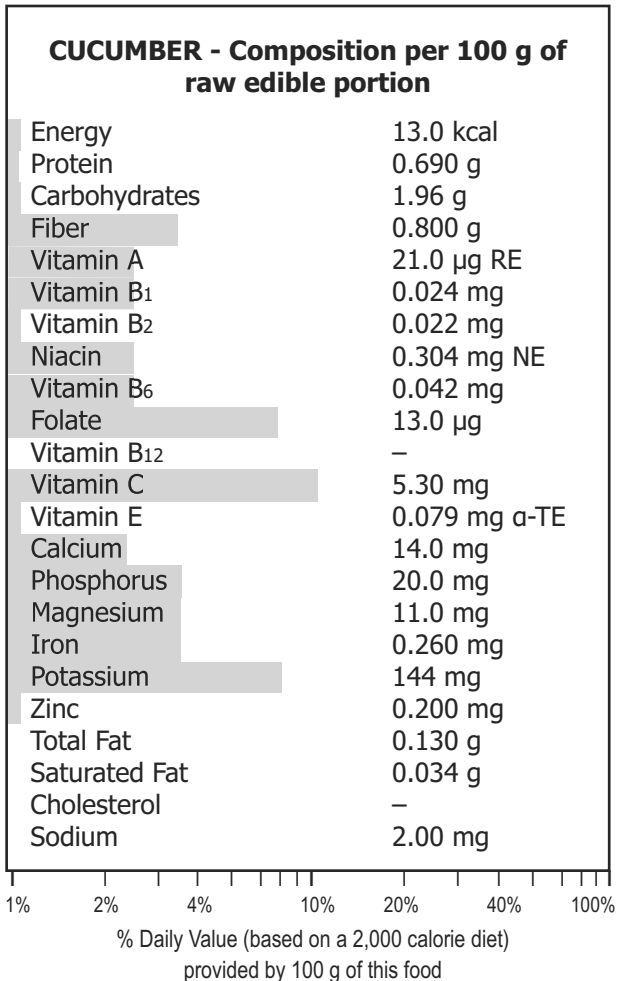 CUCUMBER - Composition per 100 g of
raw edible portion
Energy 13.0 kcal
Protein 0.690 g
Carbohydrates 1.96 g
Fiber 0.800 g
Vitamin A 21.0 µg RE
Vitamin B1 0.024 mg
Vitamin B2 0.022 mg
Niacin 0.304 mg NE
Vitamin B6 0.042 mg
Folate 13.0 µg
Vitamin B12 –
Vitamin C 5.30 mg
Vitamin E 0.079 mg α-TE
Calcium 14.0 mg
Phosphorus 20.0 mg
Magnesium 11.0 mg
Iron 0.260 mg
Potassium 144 mg
Zinc 0.200 mg
Total Fat 0.130 g
Saturated Fat 0.034 g
Cholesterol –
Sodium 2.00 mg
1% 2% 4% 10% 20% 40% 100%
% Daily Value (based on a 2,000 calorie diet)
provided by 100 g of this food